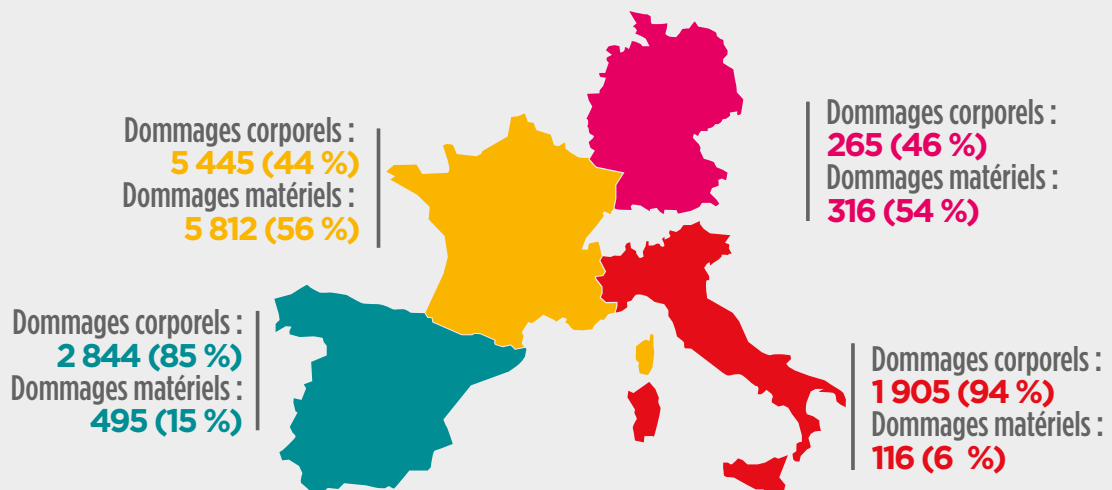 Dommages corporels :
5 445 (44 %)
Dommages matériels :
5 812 (56 %)
Dommages corporels :
265 (46 %)
Dommages matériels :
316 (54 %)
Dommages corporels :
2 844 (85 %)
Dommages matériels :
495 (15 %)
Dommages corporels :
1 905 (94 %)
Dommages matériels :
116 (6 %)